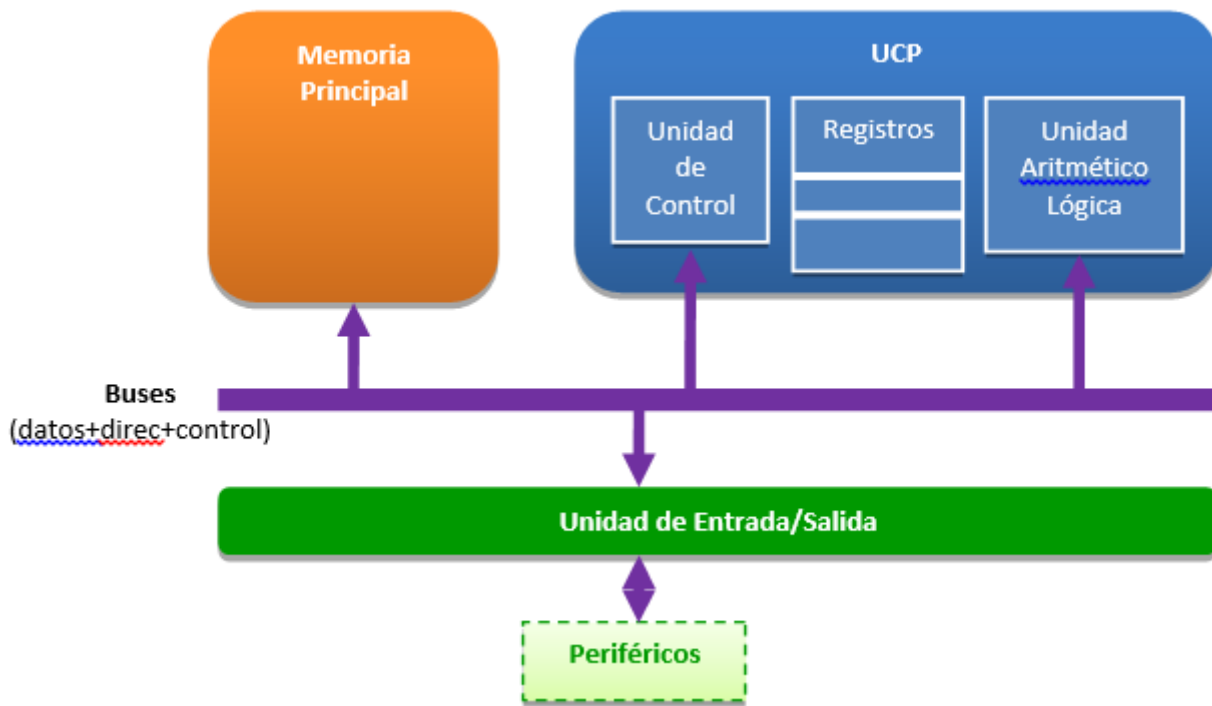 Memoria
Principal
UCP
Unidad
de
Control
Registros
Unidad
Aritmético
Lógica
Buses
(datos+direc+control)
Unidad de Entrada/Salida
Periféricos